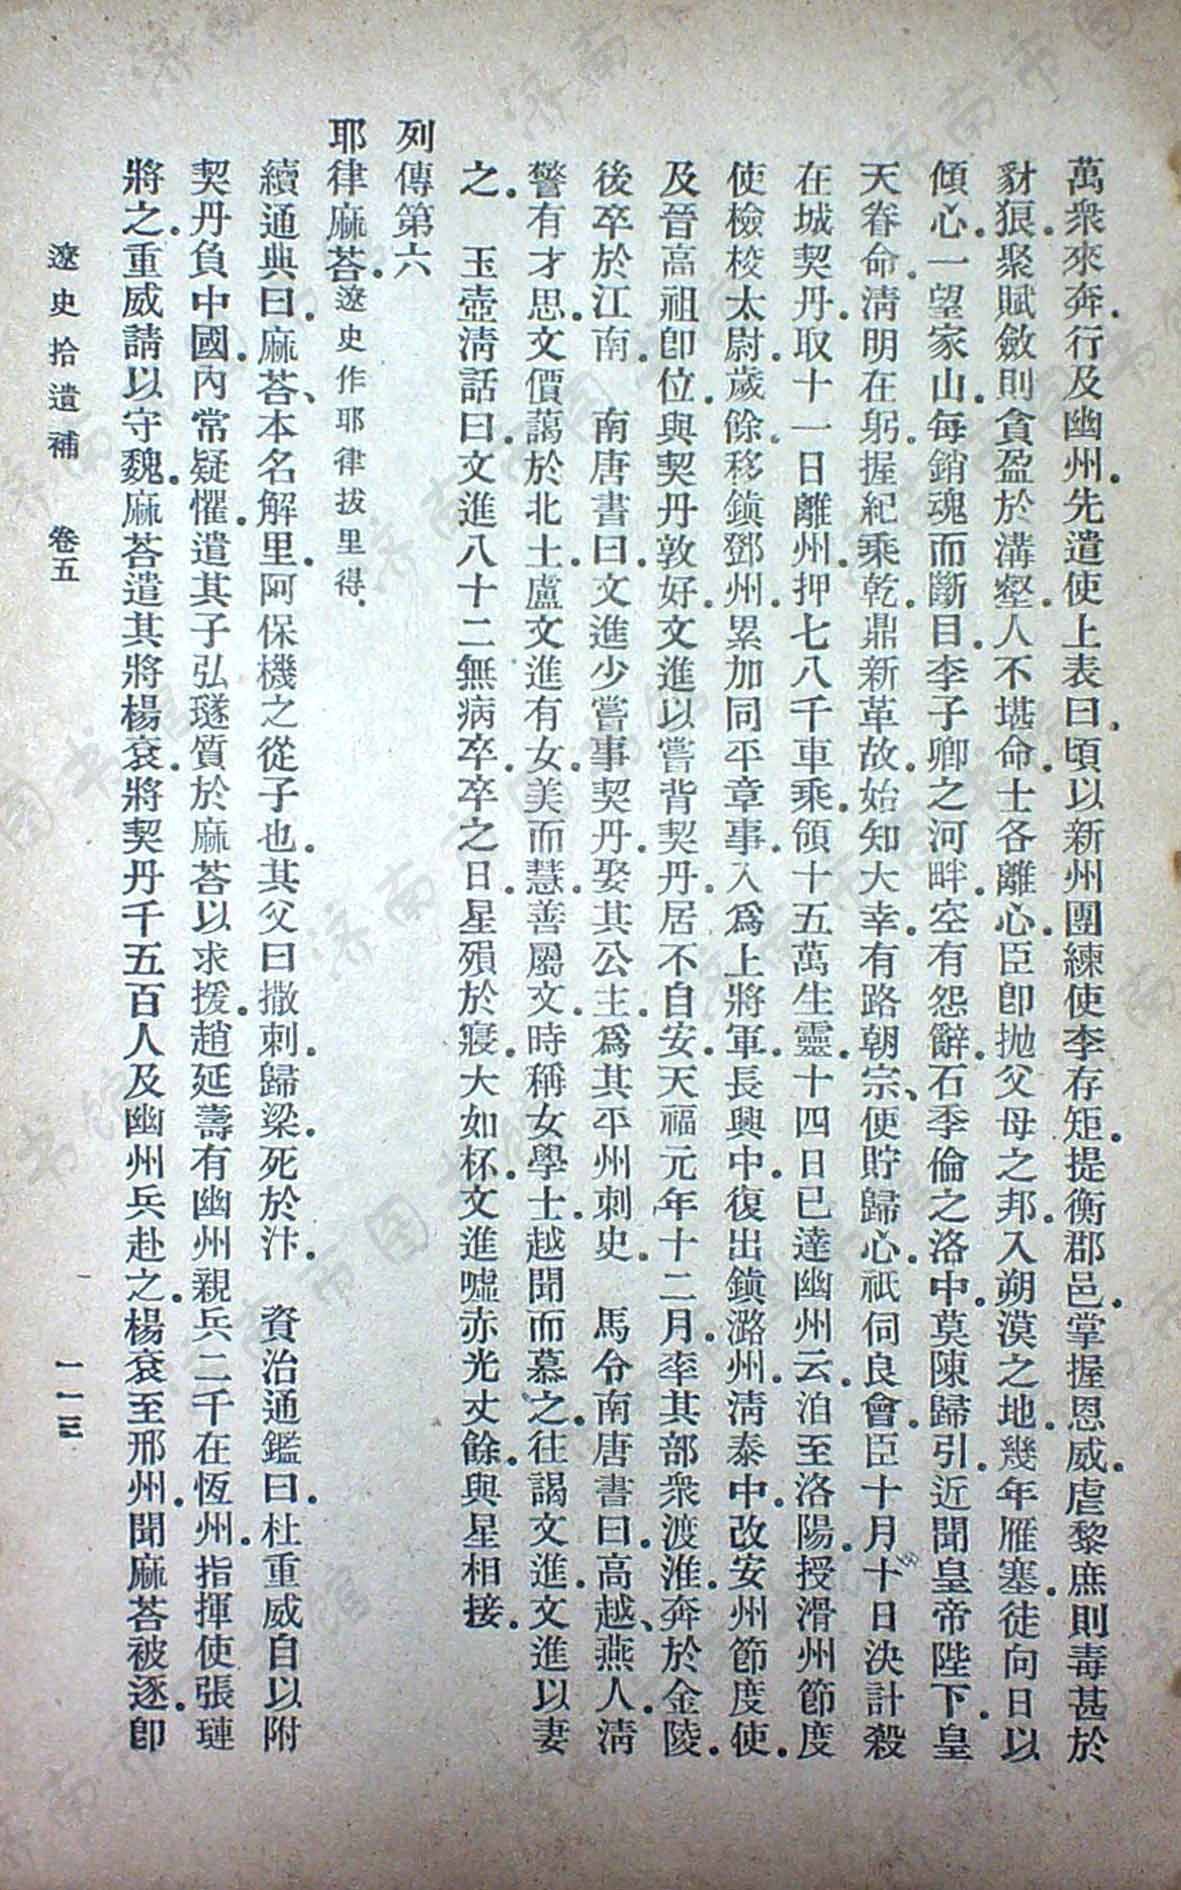 萬衆來奔．行及幽州．先遣使上表曰．頃以新州團練使李存矩．提衡郡邑．掌握恩威．虐黎庶則毒甚於
豺狼．聚賦斂則貪盈於溝壑．人不堪命．士各離心．臣卽抛父母之邦．入朔漠之地．幾年雁塞．徒向日以
傾心．一望家山．每銷魂而斷目．李子卿之河畔．空有怨辭．石季倫之洛中．莫陳歸引．近聞皇帝陛下．皇
天眷命．淸明在躬．握紀乘乾．鼎新革故．始知大幸．有路朝宗、便貯歸心．祇伺良會．臣十月十日決計殺
在城契丹．取十一日離州．押七八千車乘．領十五萬生靈．十四日已達幽州云．泊至洛陽．授滑州節度
使檢校太尉．歲餘．移鎭鄧州．累加同平章事．入爲上將軍．長興中．復出鎭潞州．淸泰中．改安州節度使．
及晉高祖卽位．與契丹敦好．文進以嘗背契丹．居不自安．天福元年十二月．率其部衆渡淮．奔於金陵．
後卒於江南．　南唐書曰．文進少嘗事契丹．娶其公主．爲其平州刺史．　馬令南唐書曰．高越、燕人．淸
警有才思．文價藹於北土．盧文進有女．美而慧．善屬文．時稱女學士．越聞而慕之．往謁文進．文進以妻
之．　玉壺淸話曰．文進八十二無病卒．卒之日．星殞於寢．大如杯．文進噓赤光丈餘．與星相接．
列傳第六
耶律麻荅．遼史作耶律拔里得．
續通典曰．麻荅、本名解里．阿保機之從子也．其父曰撒刺．歸梁．死於汴．　資治通鑑曰．杜重威自以附
契丹負中國．內常疑懼．遣其子弘璲質於麻荅以求援．趙延壽有幽州親兵二千在恆州．指揮使張璉
將之．重威請以守魏．麻荅遣其將楊袞．將契丹千五百人及幽州兵赴之．楊袞至邢州．聞麻荅被逐．卽
遼史拾遺補　卷五　一一三